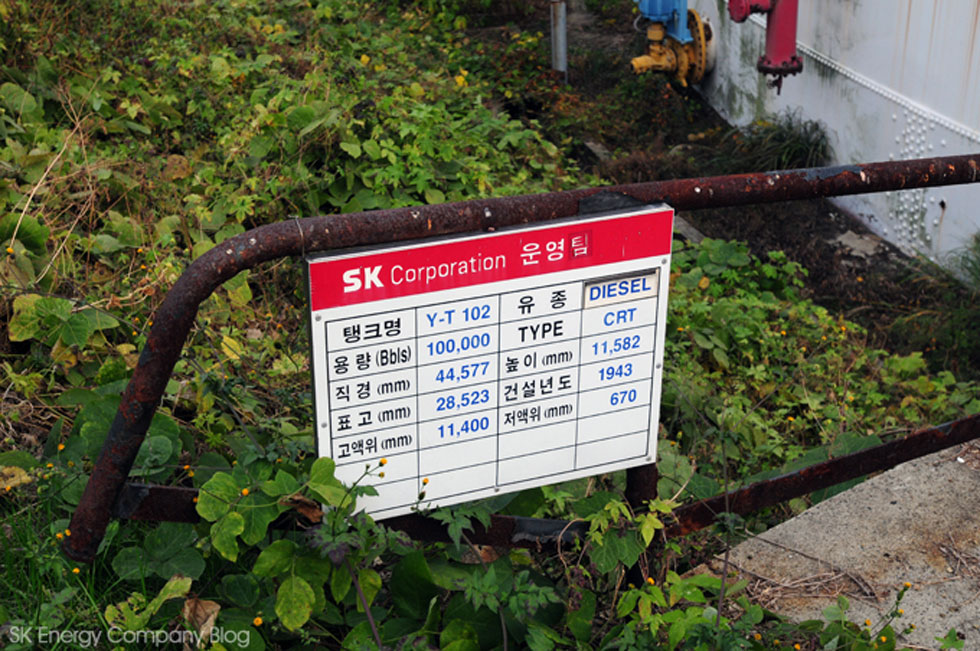 SK Corporation 운영팀
탱크명 Y-T 102 유 종 DIESEL
용량 (Bbls) 100,000 TYPE CRT
직경 (mm) 44,577 높이 (mm) 11,582
표고 (mm) 28,523 건설년도 1943
고액위 (mm) 11,400 저액위 (mm) 670
SK Energy Company Blog